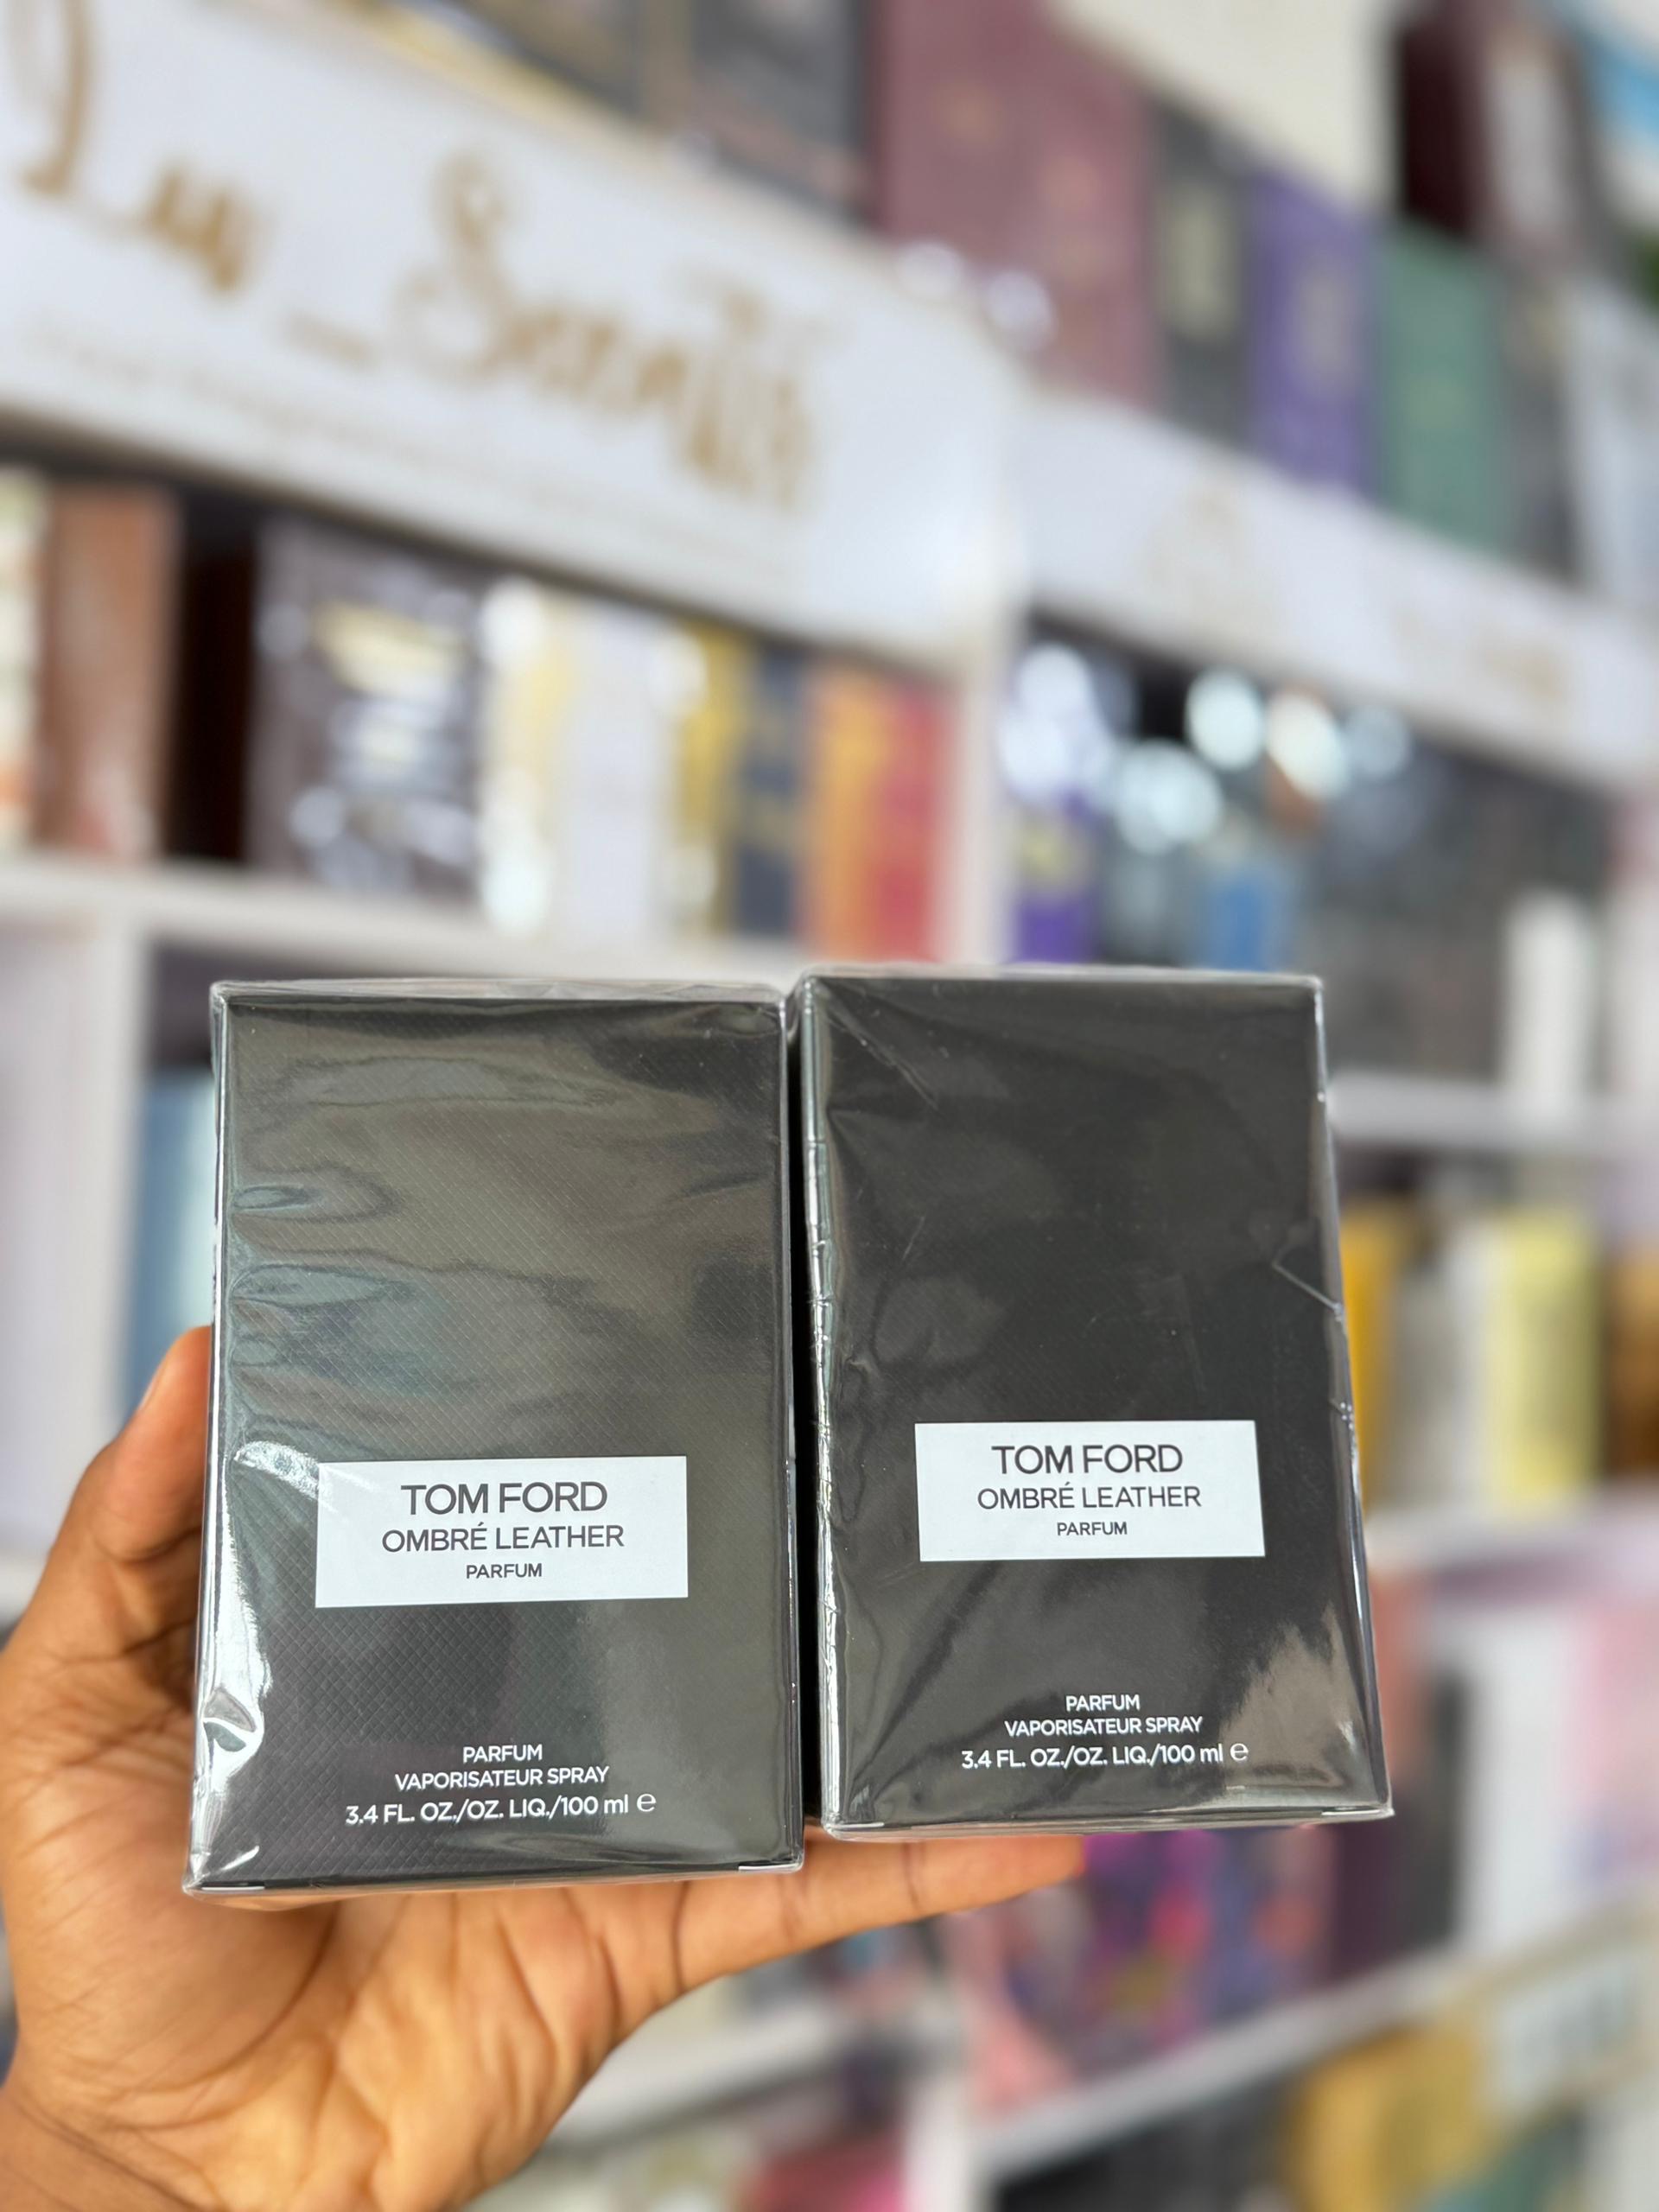 TOM FORD
OMBRÉ LEATHER
PARFUM
PARFUM
VAPORISATEUR SPRAY
3.4 FL. OZ./OZ. LIQ./100 ml ℮
TOM FORD
OMBRÉ LEATHER
PARFUM
PARFUM
VAPORISATEUR SPRAY
3.4 FL. OZ./OZ. LIQ./100 ml ℮